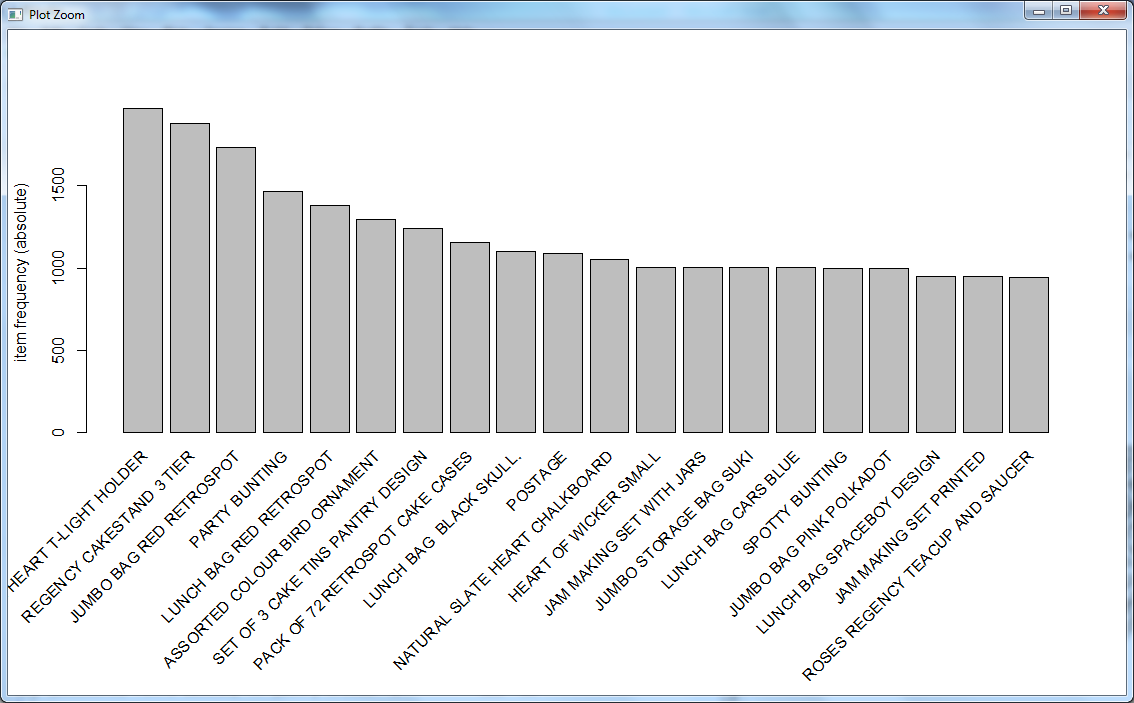 Plot Zoom
item frequency (absolute)
1500
1000
500
0
HEART T-LIGHT HOLDER
REGENCY CAKESTAND 3 TIER
JUMBO BAG RED RETROSPOT
PARTY BUNTING
LUNCH BAG RED RETROSPOT
ASSORTED COLOUR BIRD ORNAMENT
SET OF 3 CAKE TINS PANTRY DESIGN
PACK OF 72 RETROSPOT CAKE CASES
LUNCH BAG  BLACK SKULL.
POSTAGE
NATURAL SLATE HEART CHALKBOARD
HEART OF WICKER SMALL
JAM MAKING SET WITH JARS
JUMBO STORAGE BAG SUKI
LUNCH BAG CARS BLUE
SPOTTY BUNTING
JUMBO BAG PINK POLKADOT
LUNCH BAG SPACEBOY DESIGN
JAM MAKING SET PRINTED
ROSES REGENCY TEACUP AND SAUCER